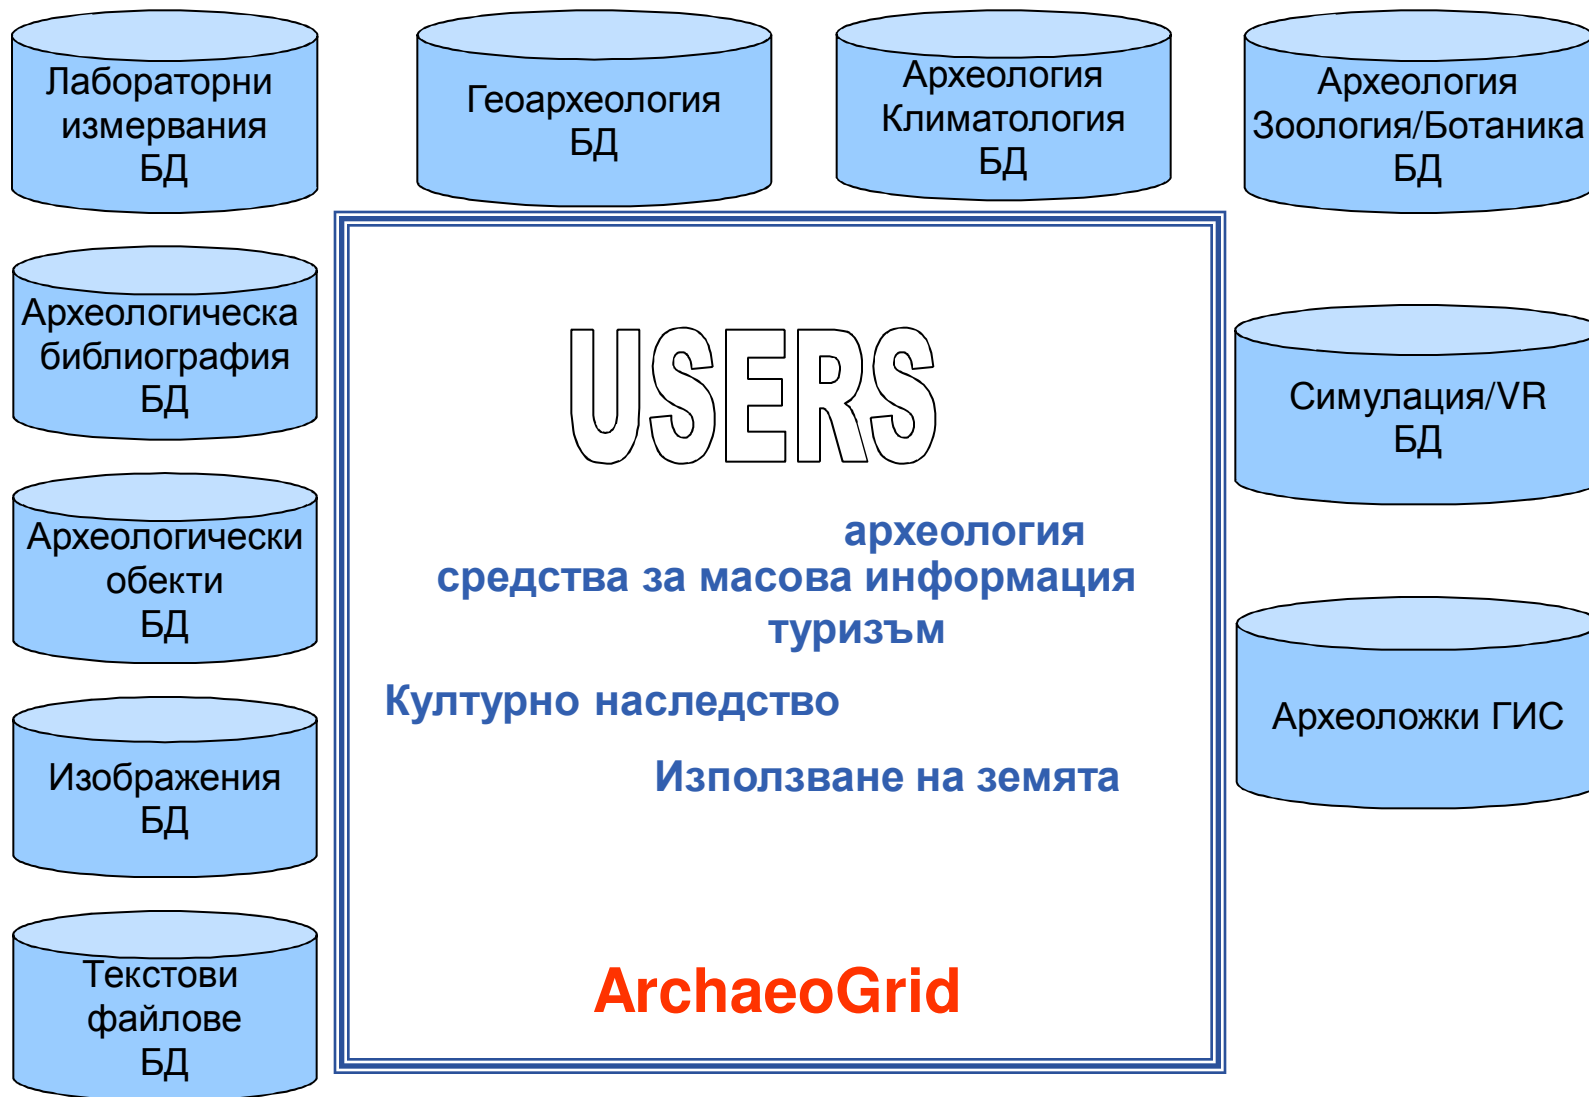 Лабораторни
измервания
БД
Геоархеология
БД
Археология
Климатология
БД
Археология
Зоология/Ботаника
БД
Археологическа
библиография
БД
Археологически
обекти
БД
Изображения
БД
Текстови
файлове
БД
USERS
археология
средства за масова информация
туризъм
Културно наследство
Използване на земята
ArchaeoGrid
Симулация/VR
БД
Археоложки ГИС